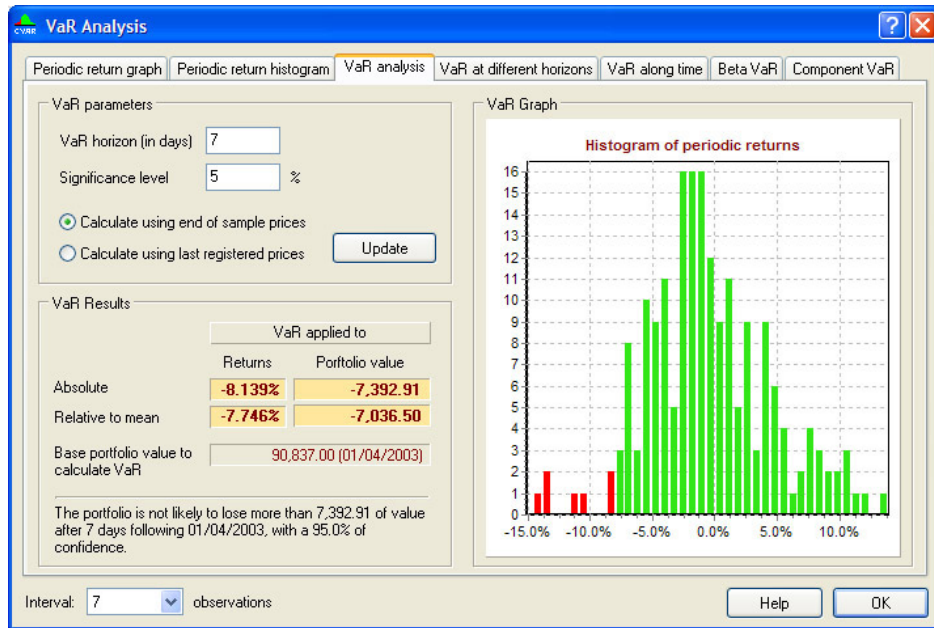 CVAR VaR Analysis
Periodic return graph
Periodic return histogram
VaR analysis
VaR at different horizons
VaR along time
Beta VaR
Component VaR
VaR parameters
VaR horizon (in days) 7
Significance level 5 %
Calculate using end of sample prices
Calculate using last registered prices
Update
VaR Results
VaR applied to
Returns Porftolio value
Absolute -8.139% -7,392.91
Relative to mean -7.746% -7,036.50
Base portfolio value to
calculate VaR
90,837.00 (01/04/2003)
The portfolio is not likely to lose more than 7,392.91 of value
after 7 days following 01/04/2003, with a 95.0% of
confidence.
VaR Graph
Histogram of periodic returns
16
15
14
13
12
11
10
9
8
7
6
5
4
3
2
1
0
-15.0% -10.0% -5.0% 0.0% 5.0% 10.0%
Interval: 7 observations
Help
OK